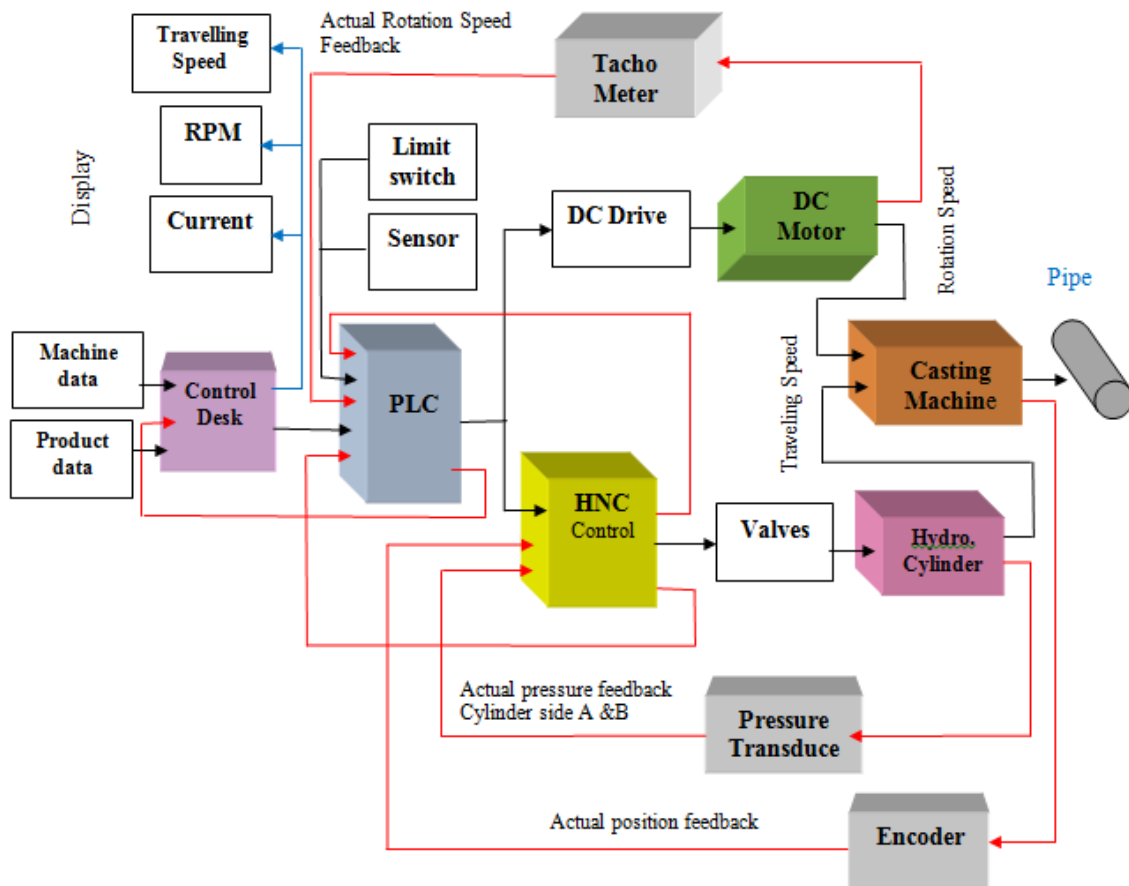 Actual Rotation Speed
Feedback
Travelling
Speed
RPM
Current
Display
Limit
switch
Sensor
Tacho
Meter
DC Drive
DC
Motor
Rotation Speed
Pipe
Machine
data
Product
data
Control
Desk
PLC
Traveling Speed
Casting
Machine
HNC
Control
Valves
Hydro.
Cylinder
Actual pressure feedback
Cylinder side A &B
Pressure
Transduce
Actual position feedback
Encoder